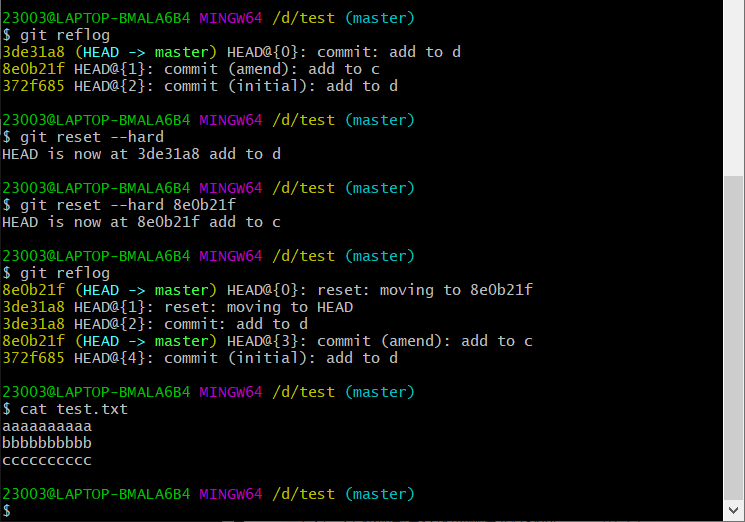 23003@LAPTOP-BMALA6B4 MINGW64 /d/test (master)
$ git reflog
3de31a8 (HEAD -> master) HEAD@{0}: commit: add to d
8e0b21f HEAD@{1}: commit (amend): add to c
372f685 HEAD@{2}: commit (initial): add to d
23003@LAPTOP-BMALA6B4 MINGW64 /d/test (master)
$ git reset --hard
HEAD is now at 3de31a8 add to d
23003@LAPTOP-BMALA6B4 MINGW64 /d/test (master)
$ git reset --hard 8e0b21f
HEAD is now at 8e0b21f add to c
23003@LAPTOP-BMALA6B4 MINGW64 /d/test (master)
$ git reflog
8e0b21f (HEAD -> master) HEAD@{0}: reset: moving to 8e0b21f
3de31a8 HEAD@{1}: reset: moving to HEAD
3de31a8 HEAD@{2}: commit: add to d
8e0b21f (HEAD -> master) HEAD@{3}: commit (amend): add to c
372f685 HEAD@{4}: commit (initial): add to d
23003@LAPTOP-BMALA6B4 MINGW64 /d/test (master)
$ cat test.txt
aaaaaaaaaa
bbbbbbbbbb
cccccccccc
23003@LAPTOP-BMALA6B4 MINGW64 /d/test (master)
$